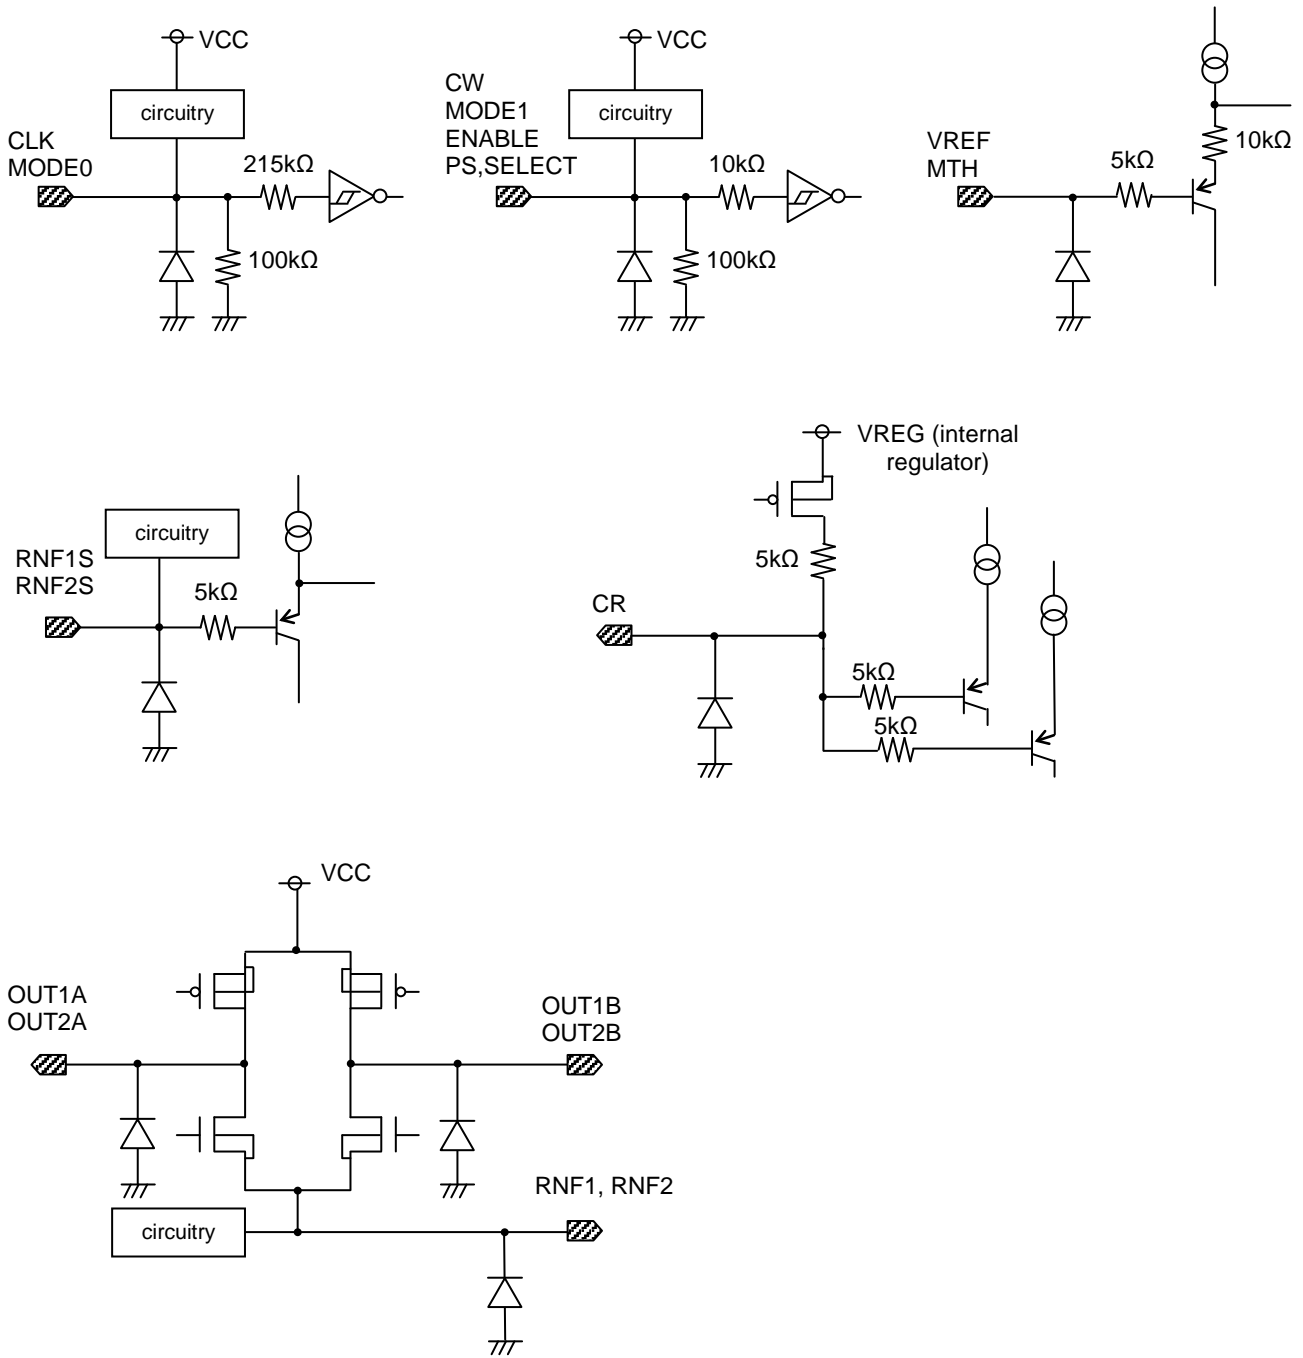 VCC
circuitry
CLK
MODE0
215kΩ
100kΩ
VCC
CW
MODE1
ENABLE
PS,SELECT
circuitry
10kΩ
100kΩ
VREF
MTH
5kΩ
10kΩ
circuitry
RNF1S
RNF2S
5kΩ
VREG (internal
regulator)
5kΩ
CR
5kΩ
5kΩ
VCC
OUT1A
OUT2A
OUT1B
OUT2B
RNF1, RNF2
circuitry